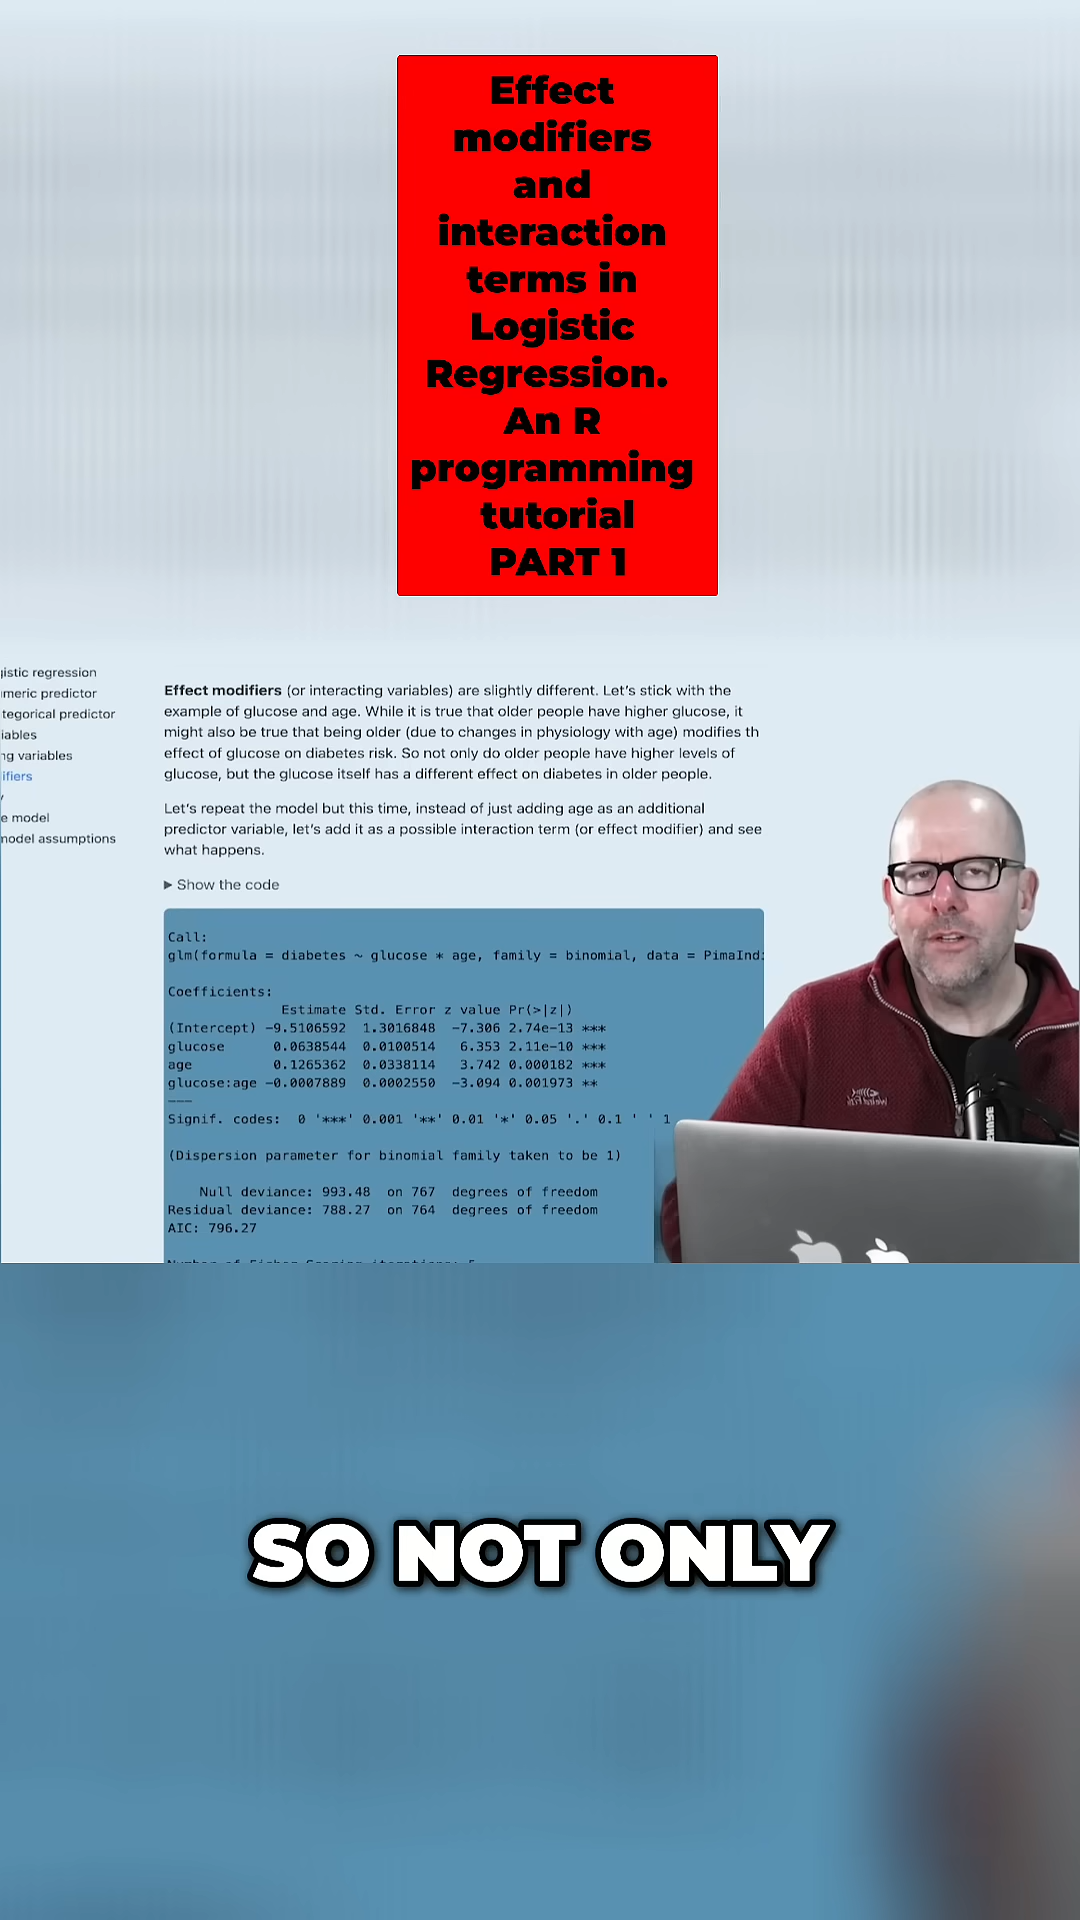 Effect
modifiers
and
interaction
terms in
Logistic
Regression.
An R
programming
tutorial
PART 1
gistic regression
meric predictor
tegorical predictor
iables
ng variables
ifiers
y
e model
model assumptions
Effect modifiers (or interacting variables) are slightly different. Let's stick with the
example of glucose and age. While it is true that older people have higher glucose, it
might also be true that being older (due to changes in physiology with age) modifies th
effect of glucose on diabetes risk. So not only do older people have higher levels of
glucose, but the glucose itself has a different effect on diabetes in older people.
Let's repeat the model but this time, instead of just adding age as an additional
predictor variable, let's add it as a possible interaction term (or effect modifier) and see
what happens.
▶ Show the code
Call:
glm(formula = diabetes ~ glucose * age, family = binomial, data = PimaIndi
Coefficients:
Estimate Std. Error z value Pr(>|z|)
(Intercept) -9.5106592 1.3016848 -7.306 2.74e-13 ***
glucose 0.0638544 0.0100514 6.353 2.11e-10 ***
age 0.1265362 0.0338114 3.742 0.000182 ***
glucose:age -0.0007889 0.0002550 -3.094 0.001973 **
---
Signif. codes: 0 '***' 0.001 '**' 0.01 '*' 0.05 '.' 0.1 ' ' 1
(Dispersion parameter for binomial family taken to be 1)
Null deviance: 993.48 on 767 degrees of freedom
Residual deviance: 788.27 on 764 degrees of freedom
AIC: 796.27
Number of Fisher Scoring iterations: 5
SO NOT ONLY